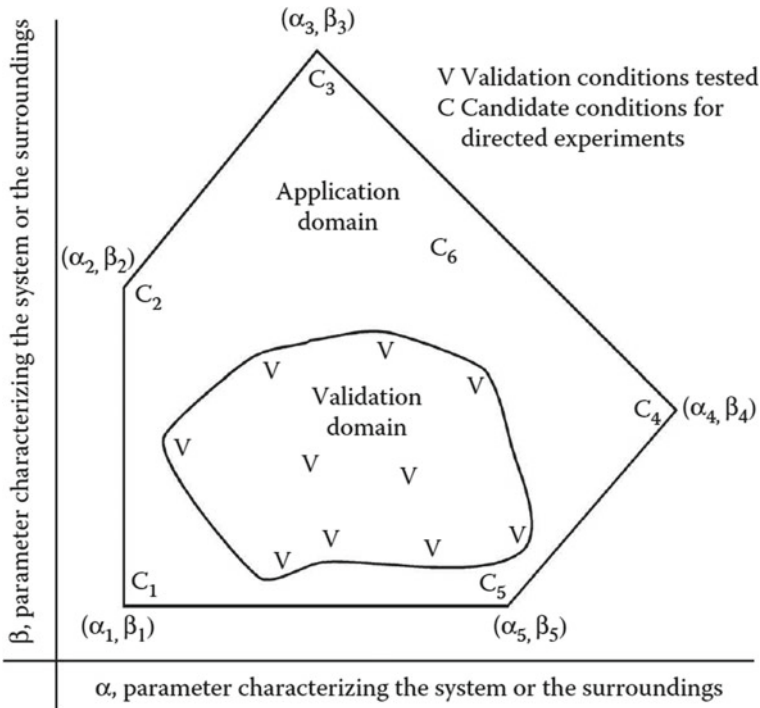 (α₃, β₃)
C₃
V Validation conditions tested
C Candidate conditions for
directed experiments
Application
domain
C₆
(α₂, β₂)
C₂
V
V
V
Validation
domain
C₄
(α₄, β₄)
V
V
V
V
V
V
V
C₁
C₅
(α₁, β₁)
(α₅, β₅)
β, parameter characterizing the system or the surroundings
α, parameter characterizing the system or the surroundings